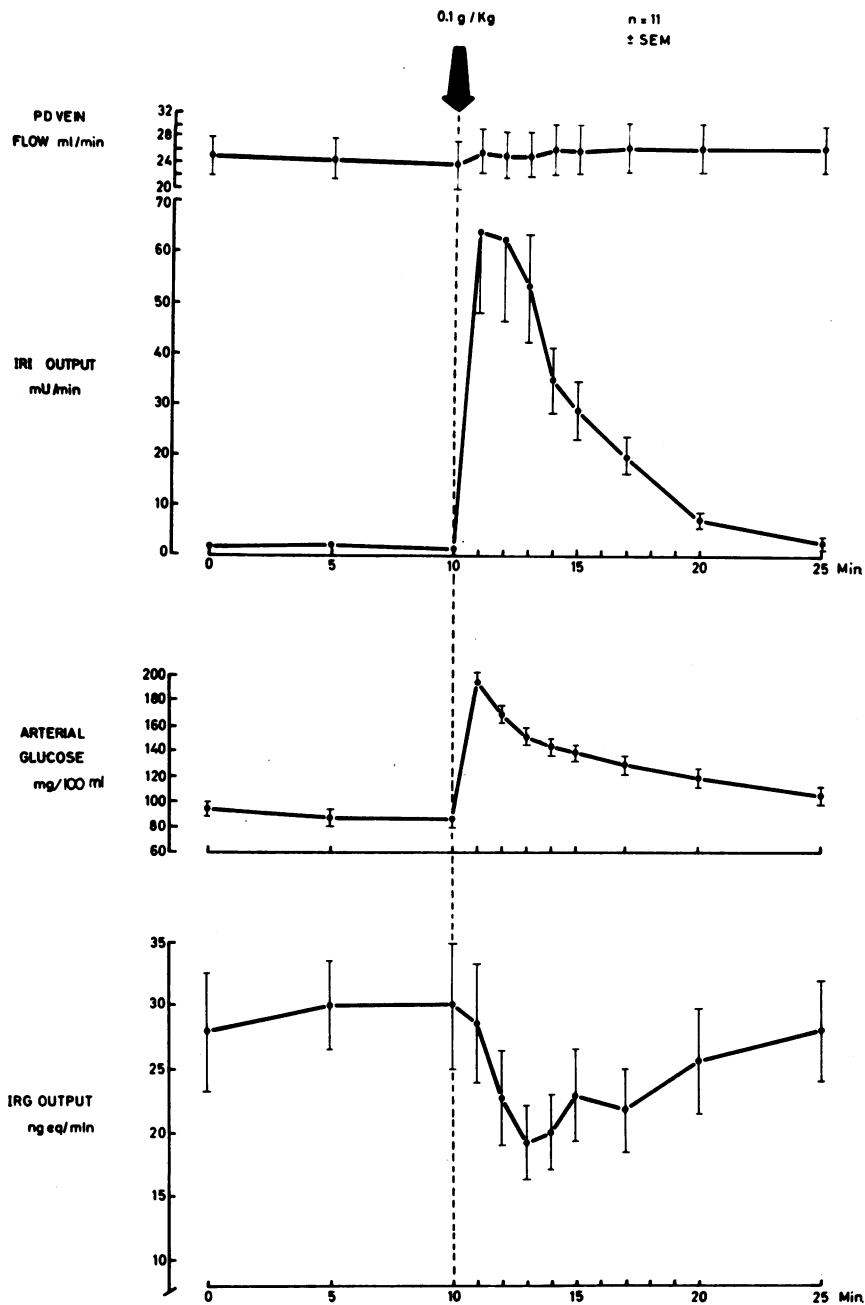 0.1 g/Kg
n = 11
± SEM
PD VEIN
FLOW ml/min
32
28
24
20
70
60
50
40
30
20
10
0
IRI OUTPUT
mU/min
0 5 10 15 20 25 Min.
200
180
160
140
120
100
80
60
ARTERIAL
GLUCOSE
mg/100 ml
35
30
25
20
15
10
IRG OUTPUT
ng eq/min
0 5 10 15 20 25 Min.